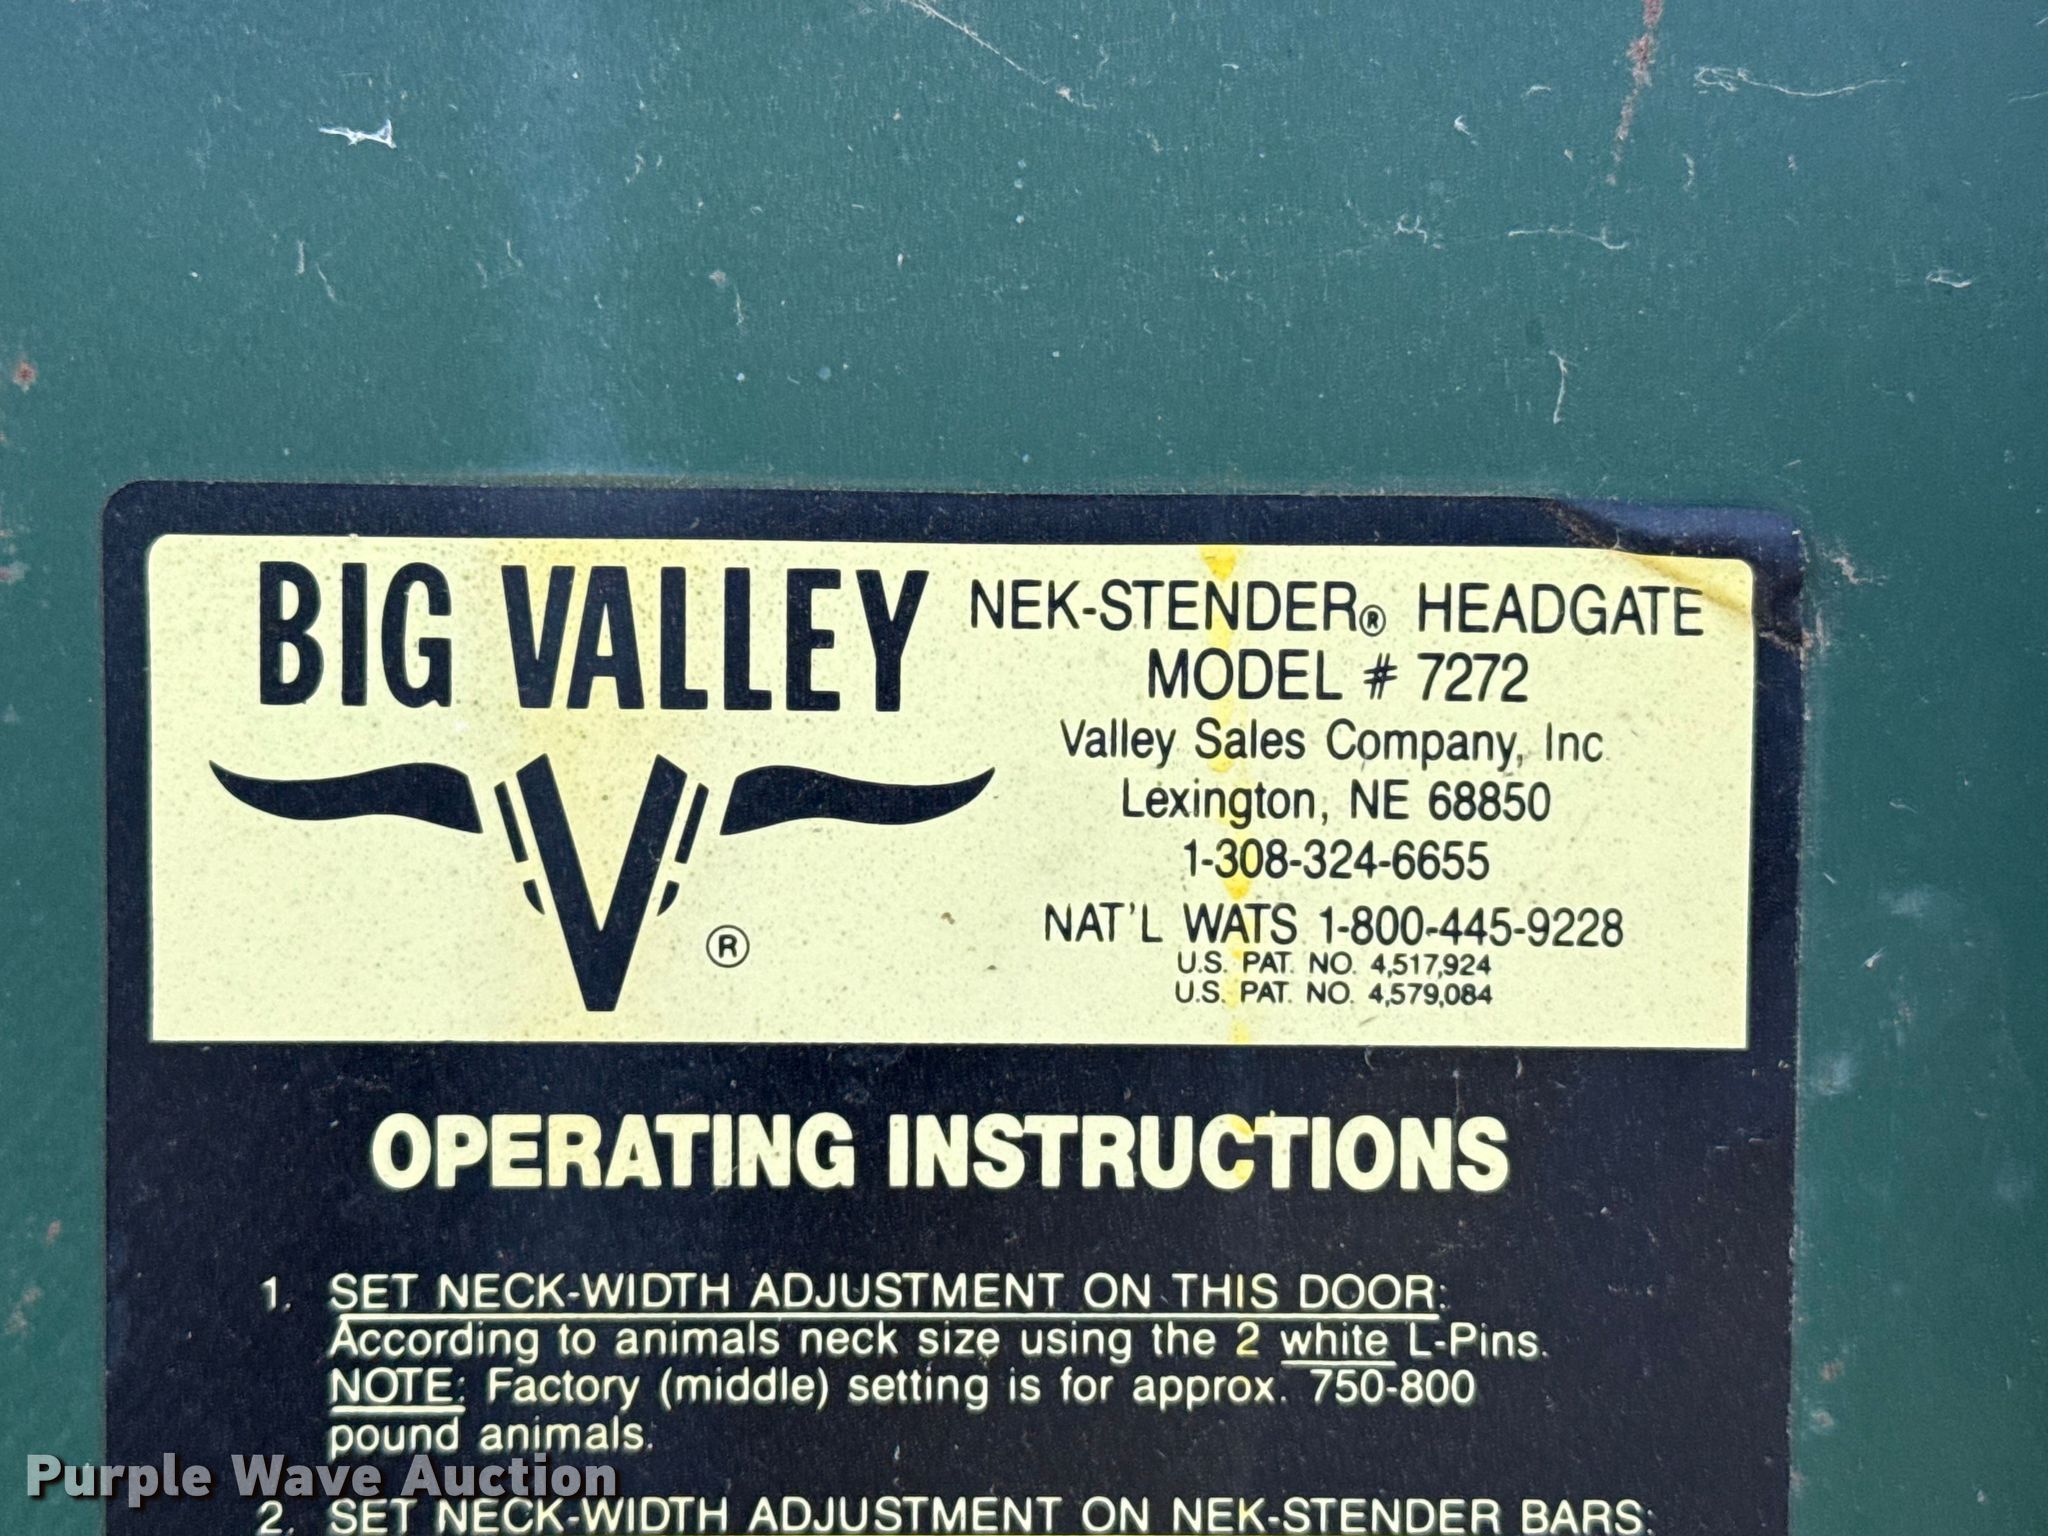 BIG VALLEY
®
NEK-STENDER® HEADGATE
MODEL # 7272
Valley Sales Company, Inc
Lexington, NE 68850
1-308-324-6655
NAT'L WATS 1-800-445-9228
U.S. PAT. NO. 4,517,924
U.S. PAT. NO. 4,579,084
OPERATING INSTRUCTIONS
1. SET NECK-WIDTH ADJUSTMENT ON THIS DOOR:
According to animals neck size using the 2 white L-Pins.
NOTE: Factory (middle) setting is for approx. 750-800
pound animals.
2. SET NECK-WIDTH ADJUSTMENT ON NEK-STENDER BARS:
Purple Wave Auction